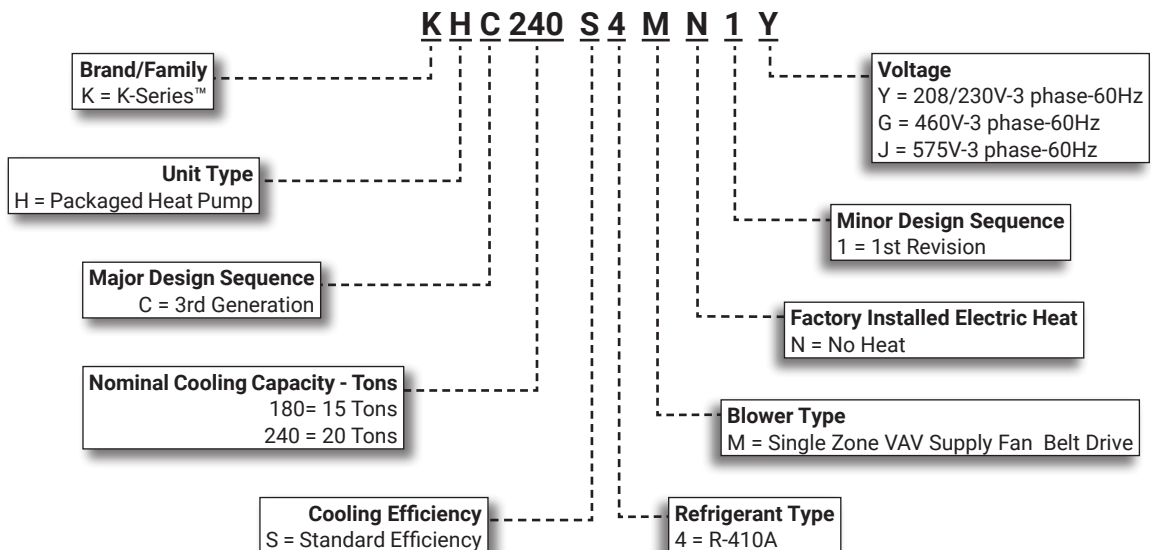 K H C 240 S 4 M N 1 Y
Brand/Family
K = K-Series™
Unit Type
H = Packaged Heat Pump
Major Design Sequence
C = 3rd Generation
Nominal Cooling Capacity - Tons
180= 15 Tons
240 = 20 Tons
Cooling Efficiency
S = Standard Efficiency
Voltage
Y = 208/230V-3 phase-60Hz
G = 460V-3 phase-60Hz
J = 575V-3 phase-60Hz
Minor Design Sequence
1 = 1st Revision
Factory Installed Electric Heat
N = No Heat
Blower Type
M = Single Zone VAV Supply Fan Belt Drive
Refrigerant Type
4 = R-410A